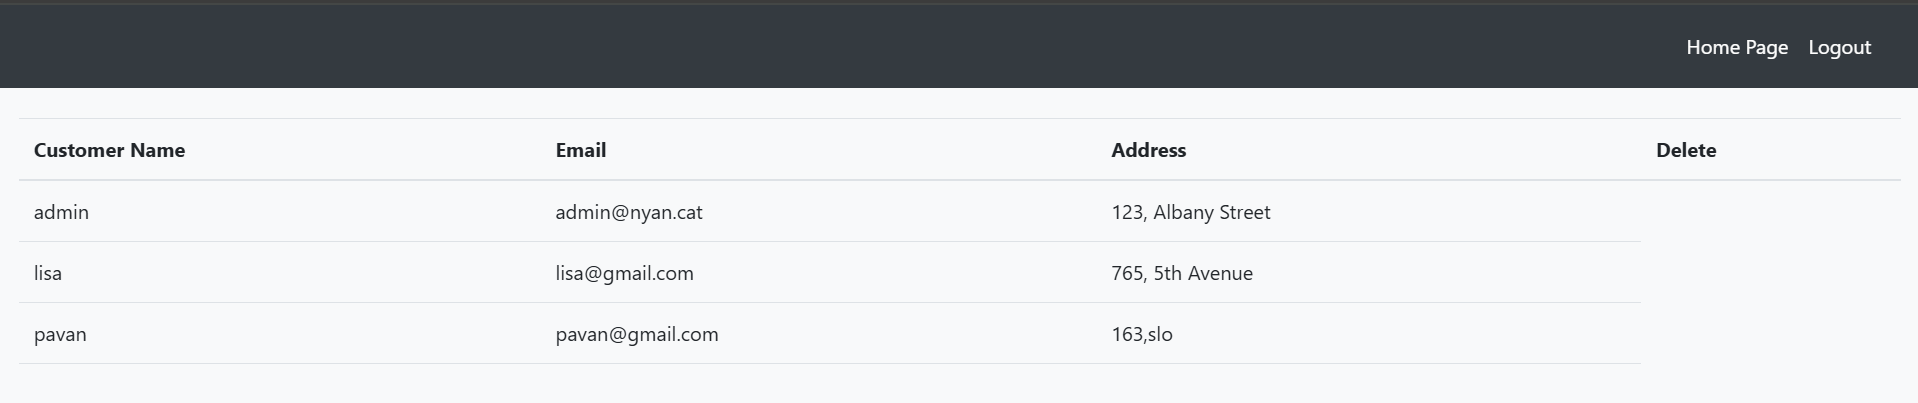 Home Page Logout
Customer Name Email Address Delete
admin admin@nyan.cat 123, Albany Street
lisa lisa@gmail.com 765, 5th Avenue
pavan pavan@gmail.com 163,slo